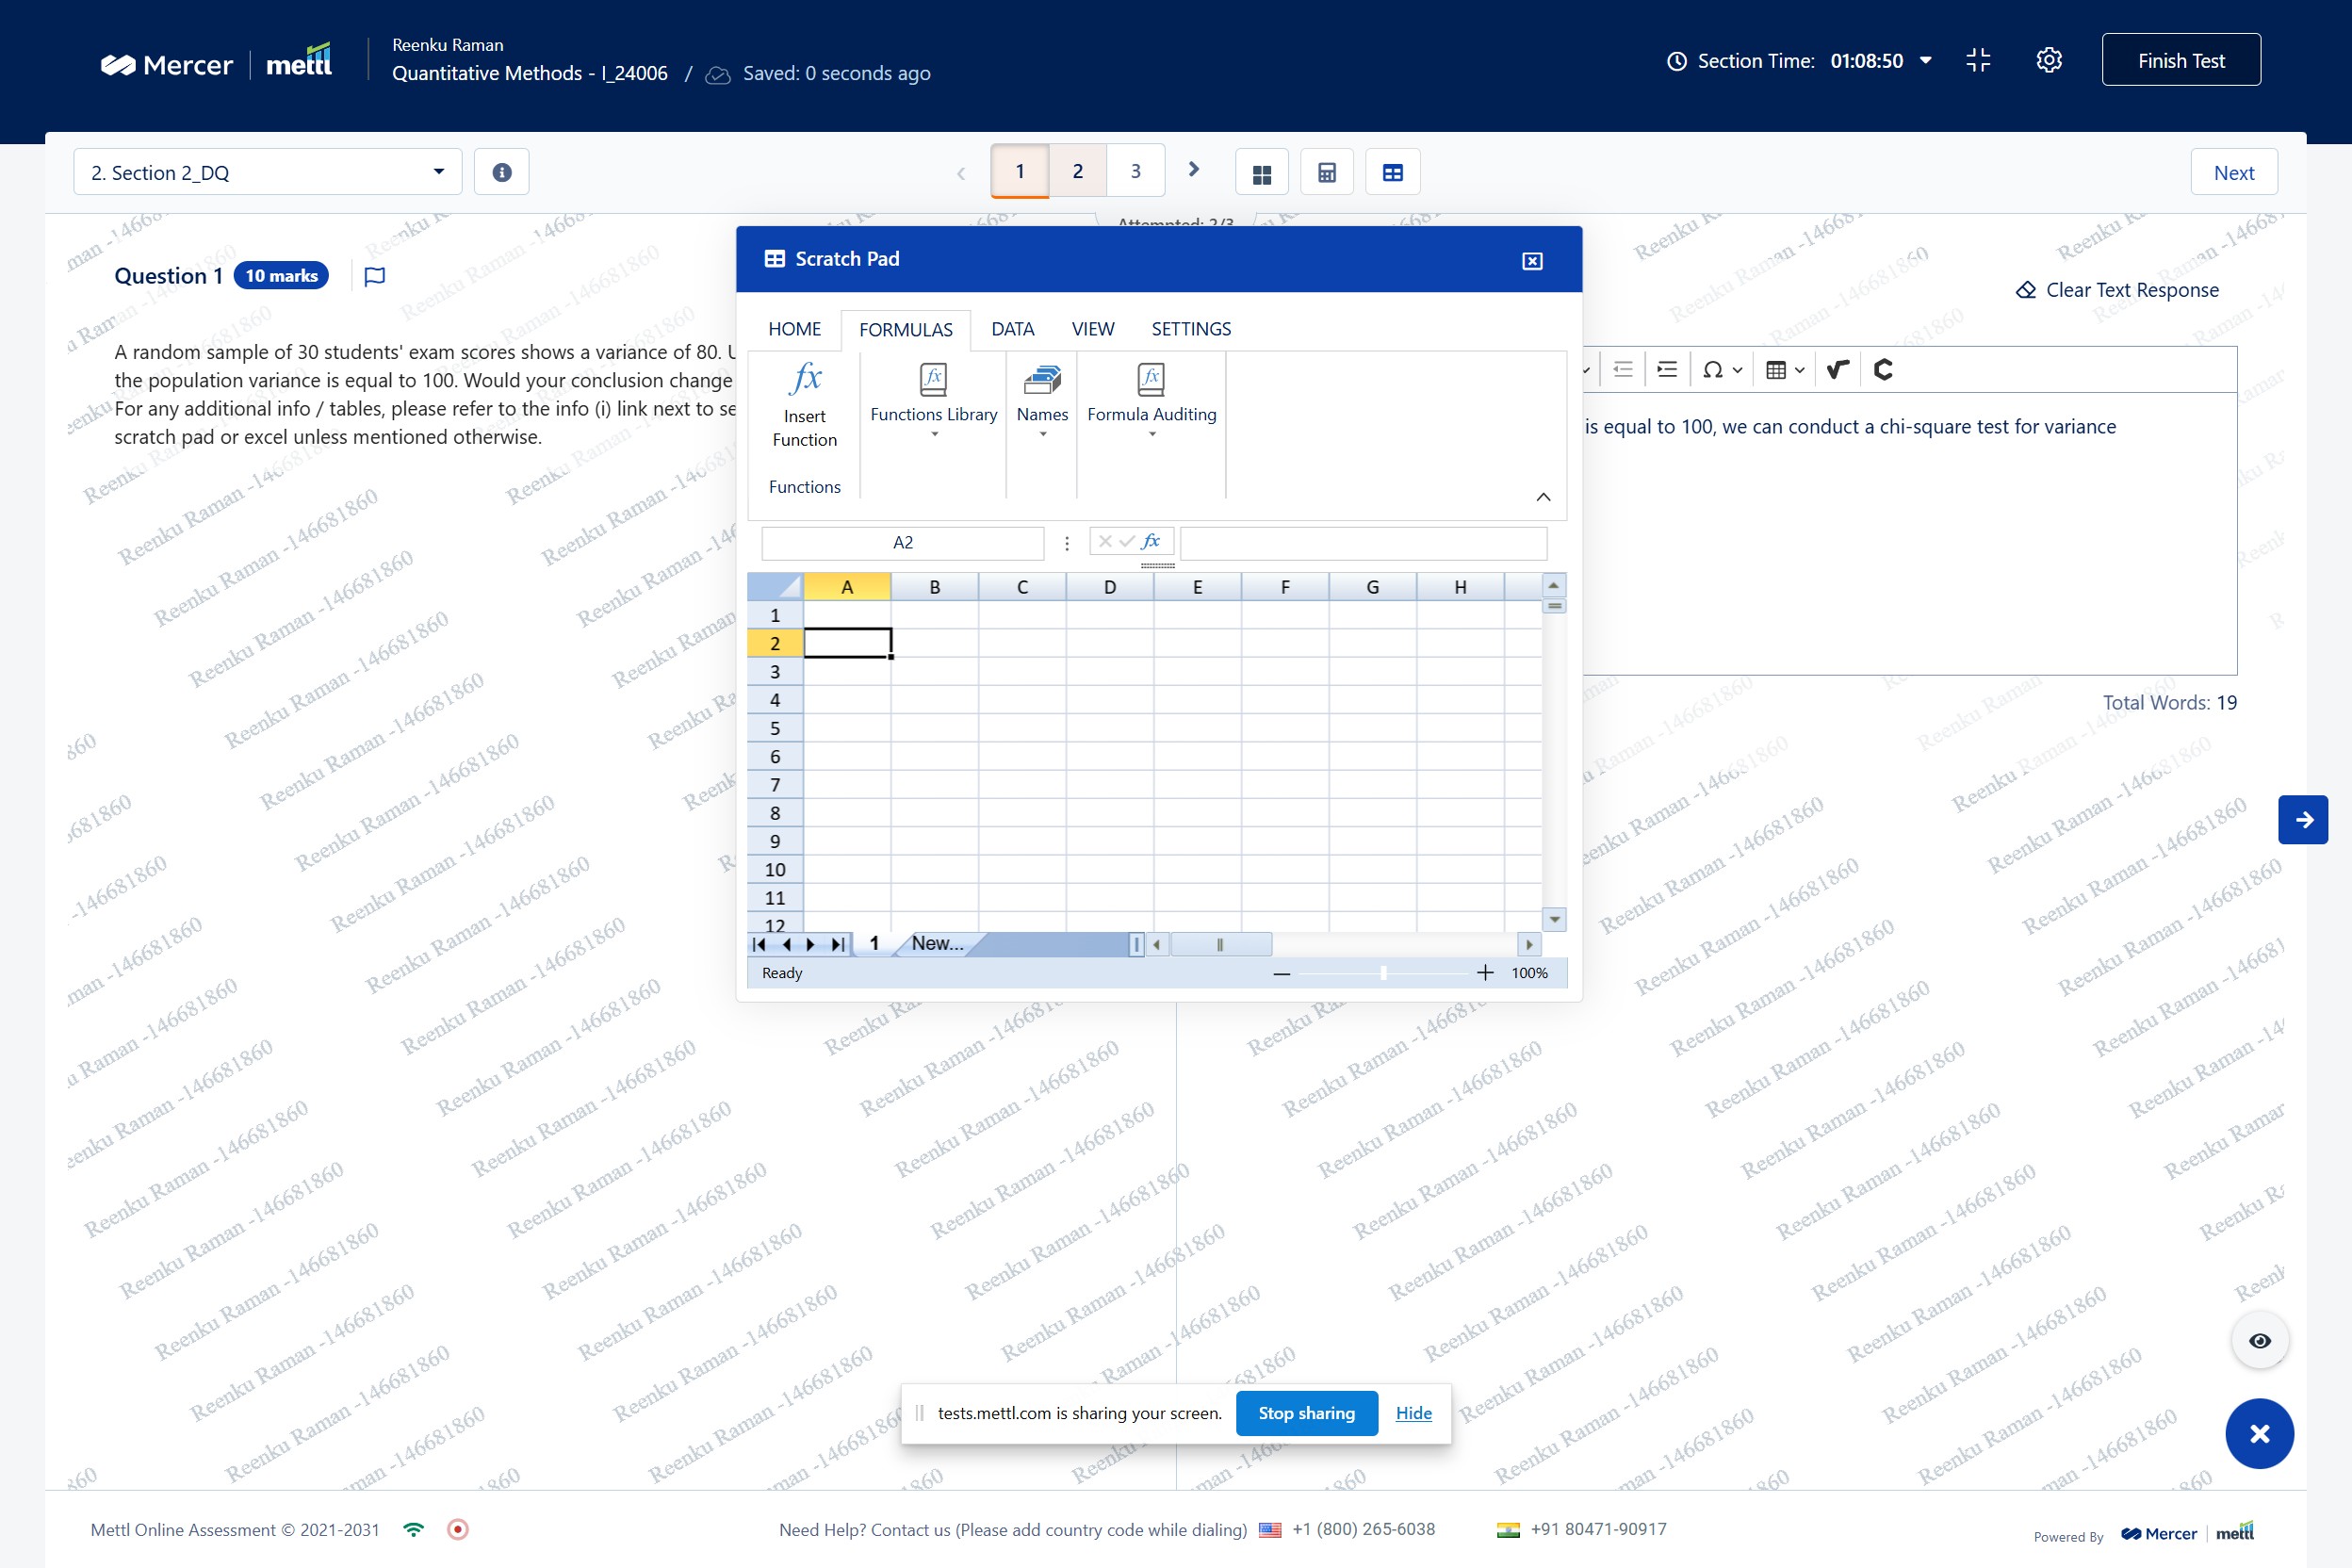 Mercer | mettl
Reenku Raman
Quantitative Methods - I_24006 / Saved: 0 seconds ago
Section Time: 01:08:50
Finish Test
2. Section 2_DQ
1 2 3
Next
Attempted: 2/3
Question 1 10 marks
Clear Text Response
A random sample of 30 students' exam scores shows a variance of 80. U
the population variance is equal to 100. Would your conclusion change
For any additional info / tables, please refer to the info (i) link next to se
scratch pad or excel unless mentioned otherwise.
is equal to 100, we can conduct a chi-square test for variance
Total Words: 19
Scratch Pad
HOME FORMULAS DATA VIEW SETTINGS
Insert Function
Functions Library
Names
Formula Auditing
Functions
A2
fx
A B C D E F G H
1
2
3
4
5
6
7
8
9
10
11
12
1 New...
Ready
100%
Reenku Raman -146681860
tests.mettl.com is sharing your screen. Stop sharing Hide
Mettl Online Assessment © 2021-2031
Need Help? Contact us (Please add country code while dialing) +1 (800) 265-6038 +91 80471-90917
Powered By Mercer | mettl